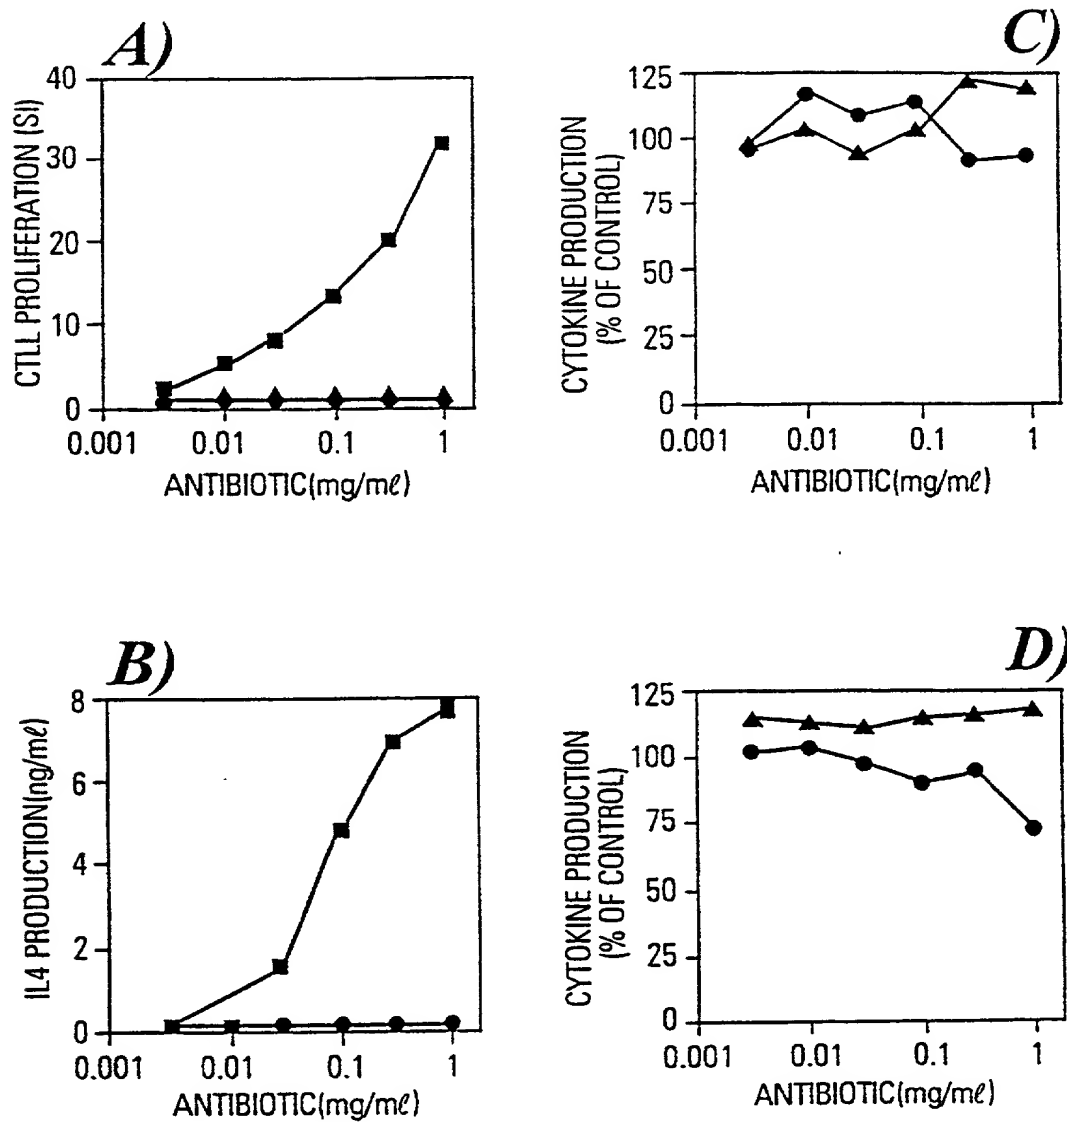 A)
CTLL PROLIFERATION (SI)
40
30
20
10
0
0.001 0.01 0.1 1
ANTIBIOTIC(mg/mℓ)
C)
CYTOKINE PRODUCTION
(% OF CONTROL)
125
100
75
50
25
0
0.001 0.01 0.1 1
ANTIBIOTIC(mg/mℓ)
B)
IL4 PRODUCTION(ng/mℓ)
8
6
4
2
0
0.001 0.01 0.1 1
ANTIBIOTIC(mg/mℓ)
D)
CYTOKINE PRODUCTION
(% OF CONTROL)
125
100
75
50
25
0
0.001 0.01 0.1 1
ANTIBIOTIC(mg/mℓ)